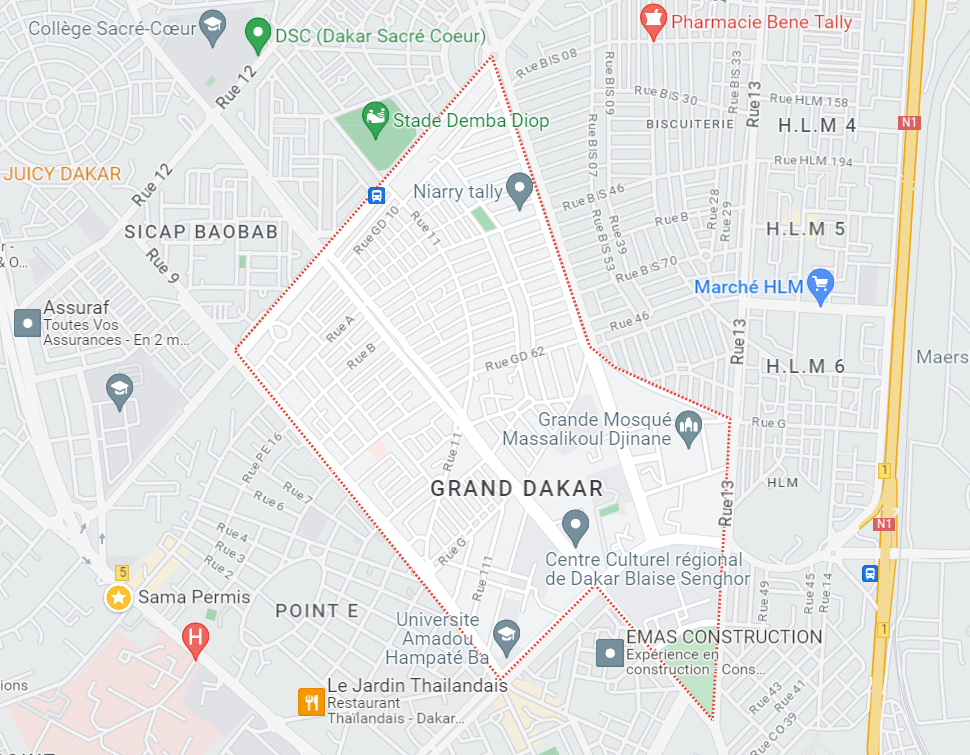 Collège Sacré-Cœur
DSC (Dakar Sacré Coeur)
Pharmacie Bene Tally
Rue 12
Rue BIS 08
Rue BIS 09
Rue BIS 30
Rue BIS 33
Rue13
Rue HLM 158
BISCUITERIE
H.L.M 4
N1
Stade Demba Diop
Rue BIS 07
Rue HLM 194
JUICY DAKAR
Rue 12
Niarry tally
Rue BIS 46
Rue GD 10
Rue 11
Rue B
Rue 28
Rue 29
Rue 39
Rue BIS 53
H.L.M 5
SICAP BAOBAB
Rue 9
Rue BIS 70
Marché HLM
Assuraf
Toutes Vos
Assurances - En 2 m...
Rue A
Rue B
Rue 46
Rue13
Rue GD 62
H.L.M 6
Maers
Grande Mosqué
Massalikoul Djinane
Rue G
Rue PE16
Rue 11
GRAND DAKAR
Rue 7
Rue 6
Rue13
HLM
1
N1
Rue 4
Rue 3
Rue 2
Rue G
Centre Culturel régional
de Dakar Blaise Senghor
5
Sama Permis
Rue 111
POINT E
Rue 49
Rue 45
Rue 14
Universite
Amadou
Hampaté Ba
EMAS CONSTRUCTION
Expérience en
construction · Cons...
1
H
Le Jardin Thailandais
Restaurant
Thaïlandais - Dakar...
Rue 43
Rue 41
Rue CO 39
ions